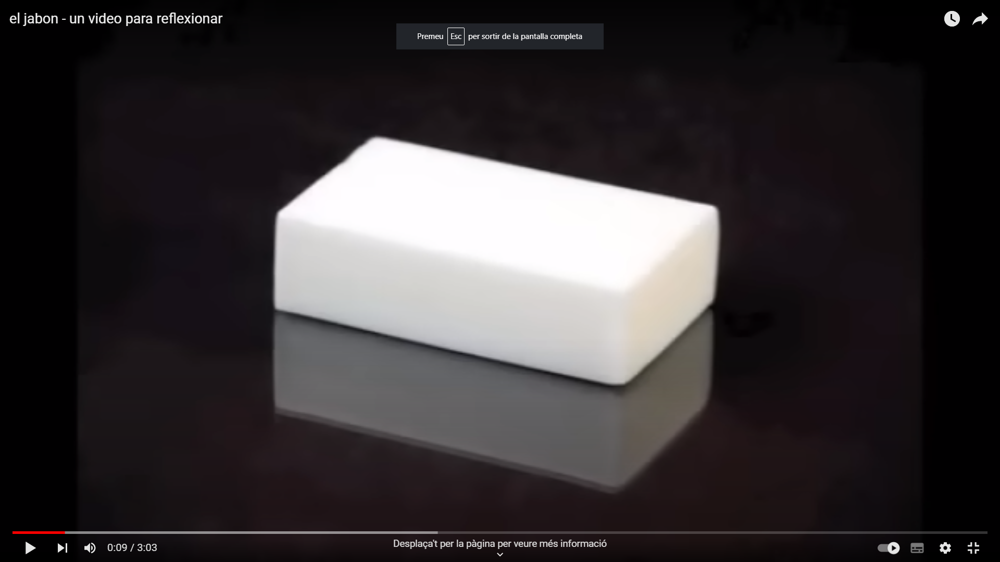 el jabon - un video para reflexionar
Premeu Esc per sortir de la pantalla completa
0:09 / 3:03
Desplaça't per la pàgina per veure més informació